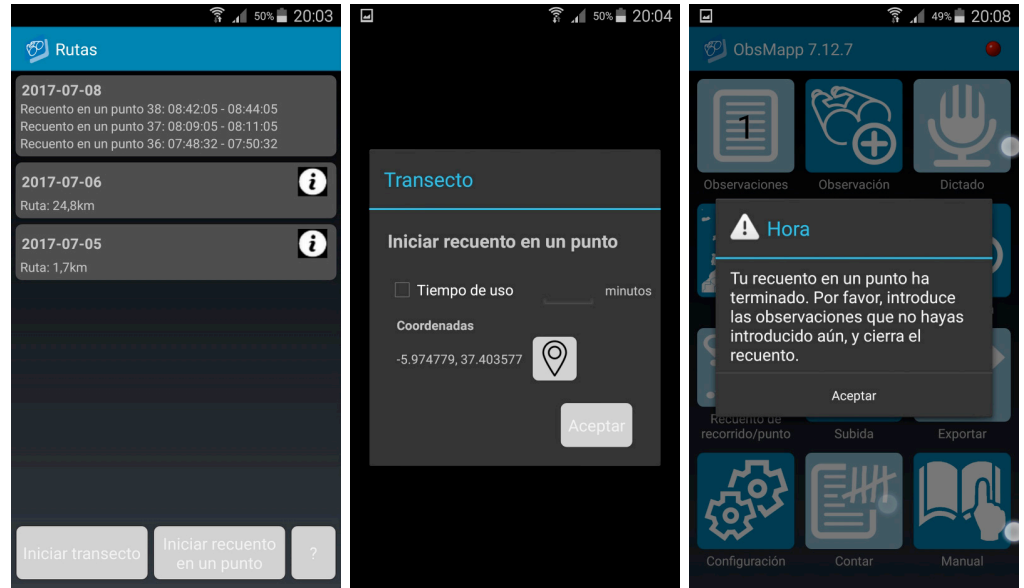 50% 20:03
Rutas
2017-07-08
Recuento en un punto 38: 08:42:05 - 08:44:05
Recuento en un punto 37: 08:09:05 - 08:11:05
Recuento en un punto 36: 07:48:32 - 07:50:32
2017-07-06
Ruta: 24,8km
2017-07-05
Ruta: 1,7km
Iniciar transecto
Iniciar recuento
en un punto
?
50% 20:04
Transecto
Iniciar recuento en un punto
Tiempo de uso
minutos
Coordenadas
-5.974779, 37.403577
Aceptar
49% 20:08
ObsMapp 7.12.7
1
Observaciones
Observación
Dictado
Hora
Tu recuento en un punto ha
terminado. Por favor, introduce
las observaciones que no hayas
introducido aún, y cierra el
recuento.
Aceptar
Recuento de
recorrido/punto
Subida
Exportar
Configuración
Contar
Manual